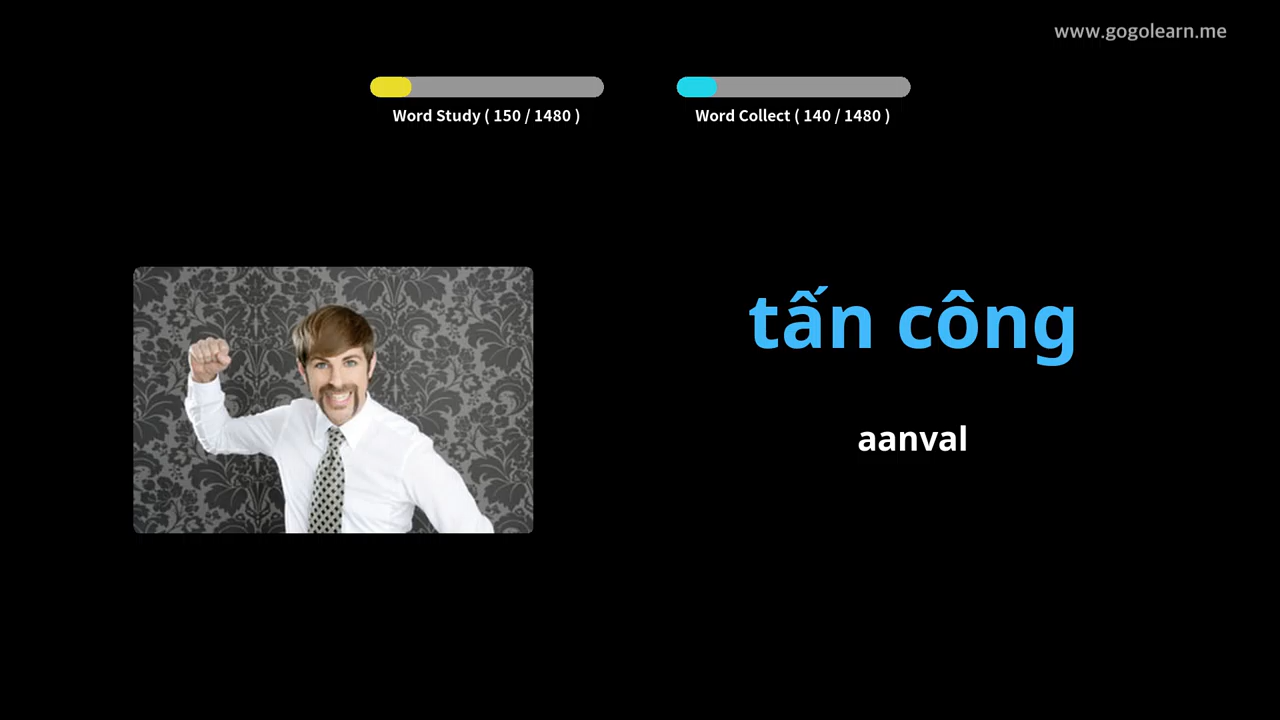 www.gogolearn.me
Word Study ( 150 / 1480 )
Word Collect ( 140 / 1480 )
tấn công
aanval